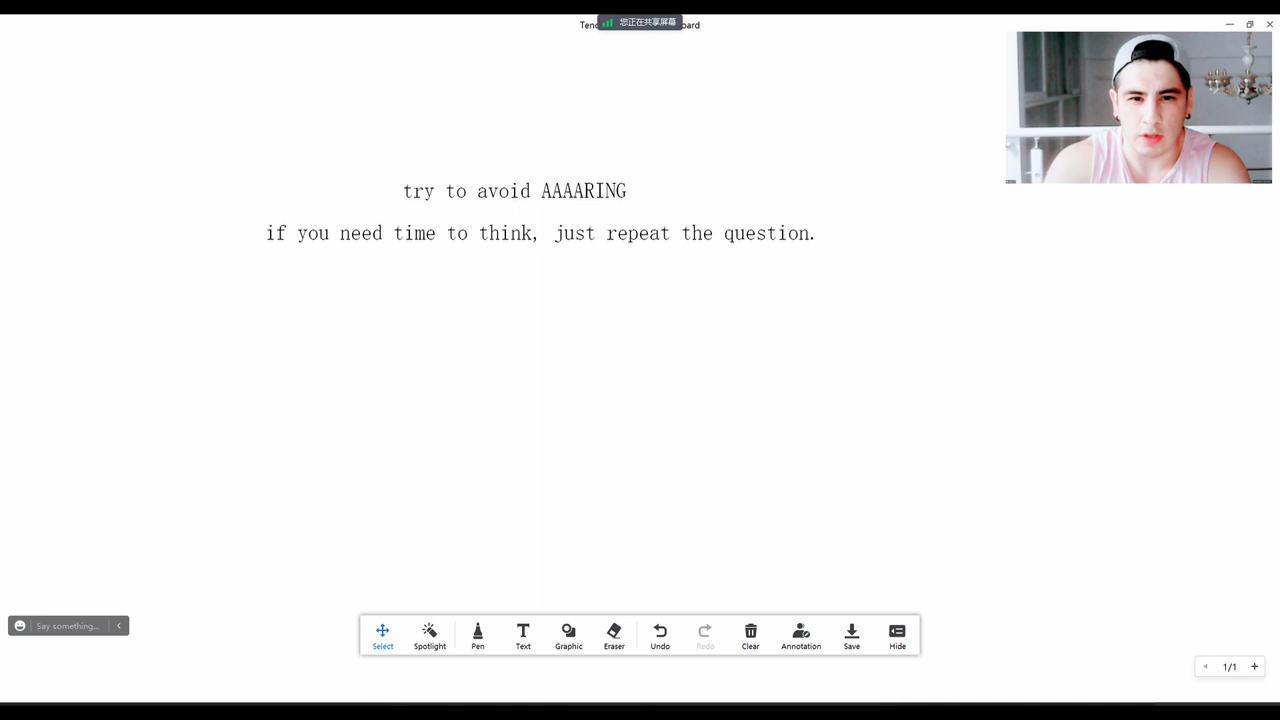 您正在共享屏幕
try to avoid AAAARING
if you need time to think, just repeat the question.
Say something...
Select
Spotlight
Pen
Text
Graphic
Eraser
Undo
Redo
Clear
Annotation
Save
Hide
1/1